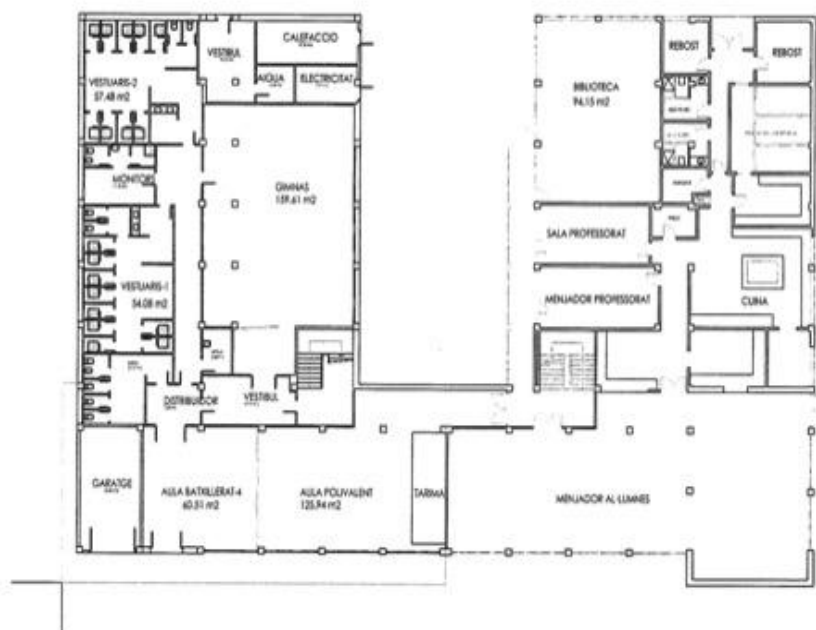 CALEFACCIO
VESTIBUL
AIGUA
ELECTRICITAT
VESTUARIS-2
57.48 m2
MONITORS
GIMNAS
159.61 m2
VESTUARIS-1
54.08 m2
DISTRIBUIDOR
VESTIBUL
GARATGE
AULA BATXILLERAT-4
60.51 m2
AULA POLIVALENT
125.94 m2
TARIMA
REBOST
REBOST
BIBLIOTECA
94.15 m2
SALA PROFESSORAT
MENJADOR PROFESSORAT
CUINA
MENJADOR AL·LUMNES